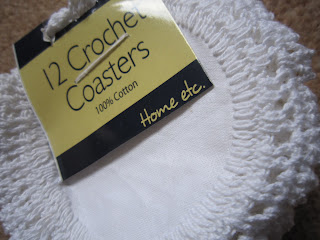 12 Crochet
Coasters
100% Cotton
Home etc.